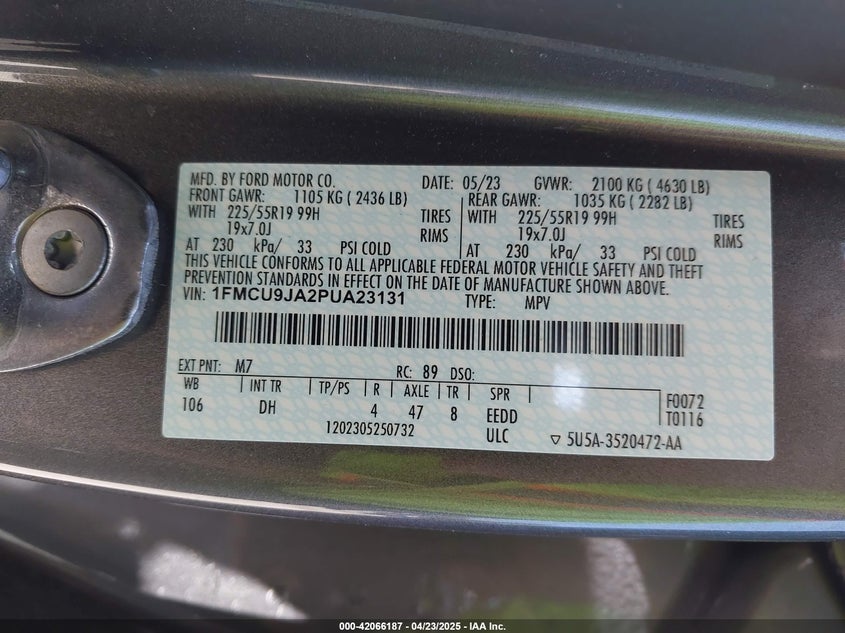 MFD. BY FORD MOTOR CO. DATE: 05/23 GVWR: 2100 KG ( 4630 LB)
FRONT GAWR: 1105 KG ( 2436 LB) REAR GAWR: 1035 KG ( 2282 LB)
WITH 225/55R19 99H TIRES WITH 225/55R19 99H TIRES
19x7.0J RIMS 19x7.0J RIMS
AT 230 kPa/ 33 PSI COLD AT 230 kPa/ 33 PSI COLD
THIS VEHICLE CONFORMS TO ALL APPLICABLE FEDERAL MOTOR VEHICLE SAFETY AND THEFT
PREVENTION STANDARDS IN EFFECT ON THE DATE OF MANUFACTURE SHOWN ABOVE.
VIN: 1FMCU9JA2PUA23131 TYPE: MPV
EXT PNT: M7 RC: 89 DSO:
WB INT TR TP/PS R AXLE TR SPR F0072
106 DH 4 47 8 EEDD T0116
1202305250732 ULC 5U5A-3520472-AA
000-42066187 - 04/23/2025 - IAA Inc.